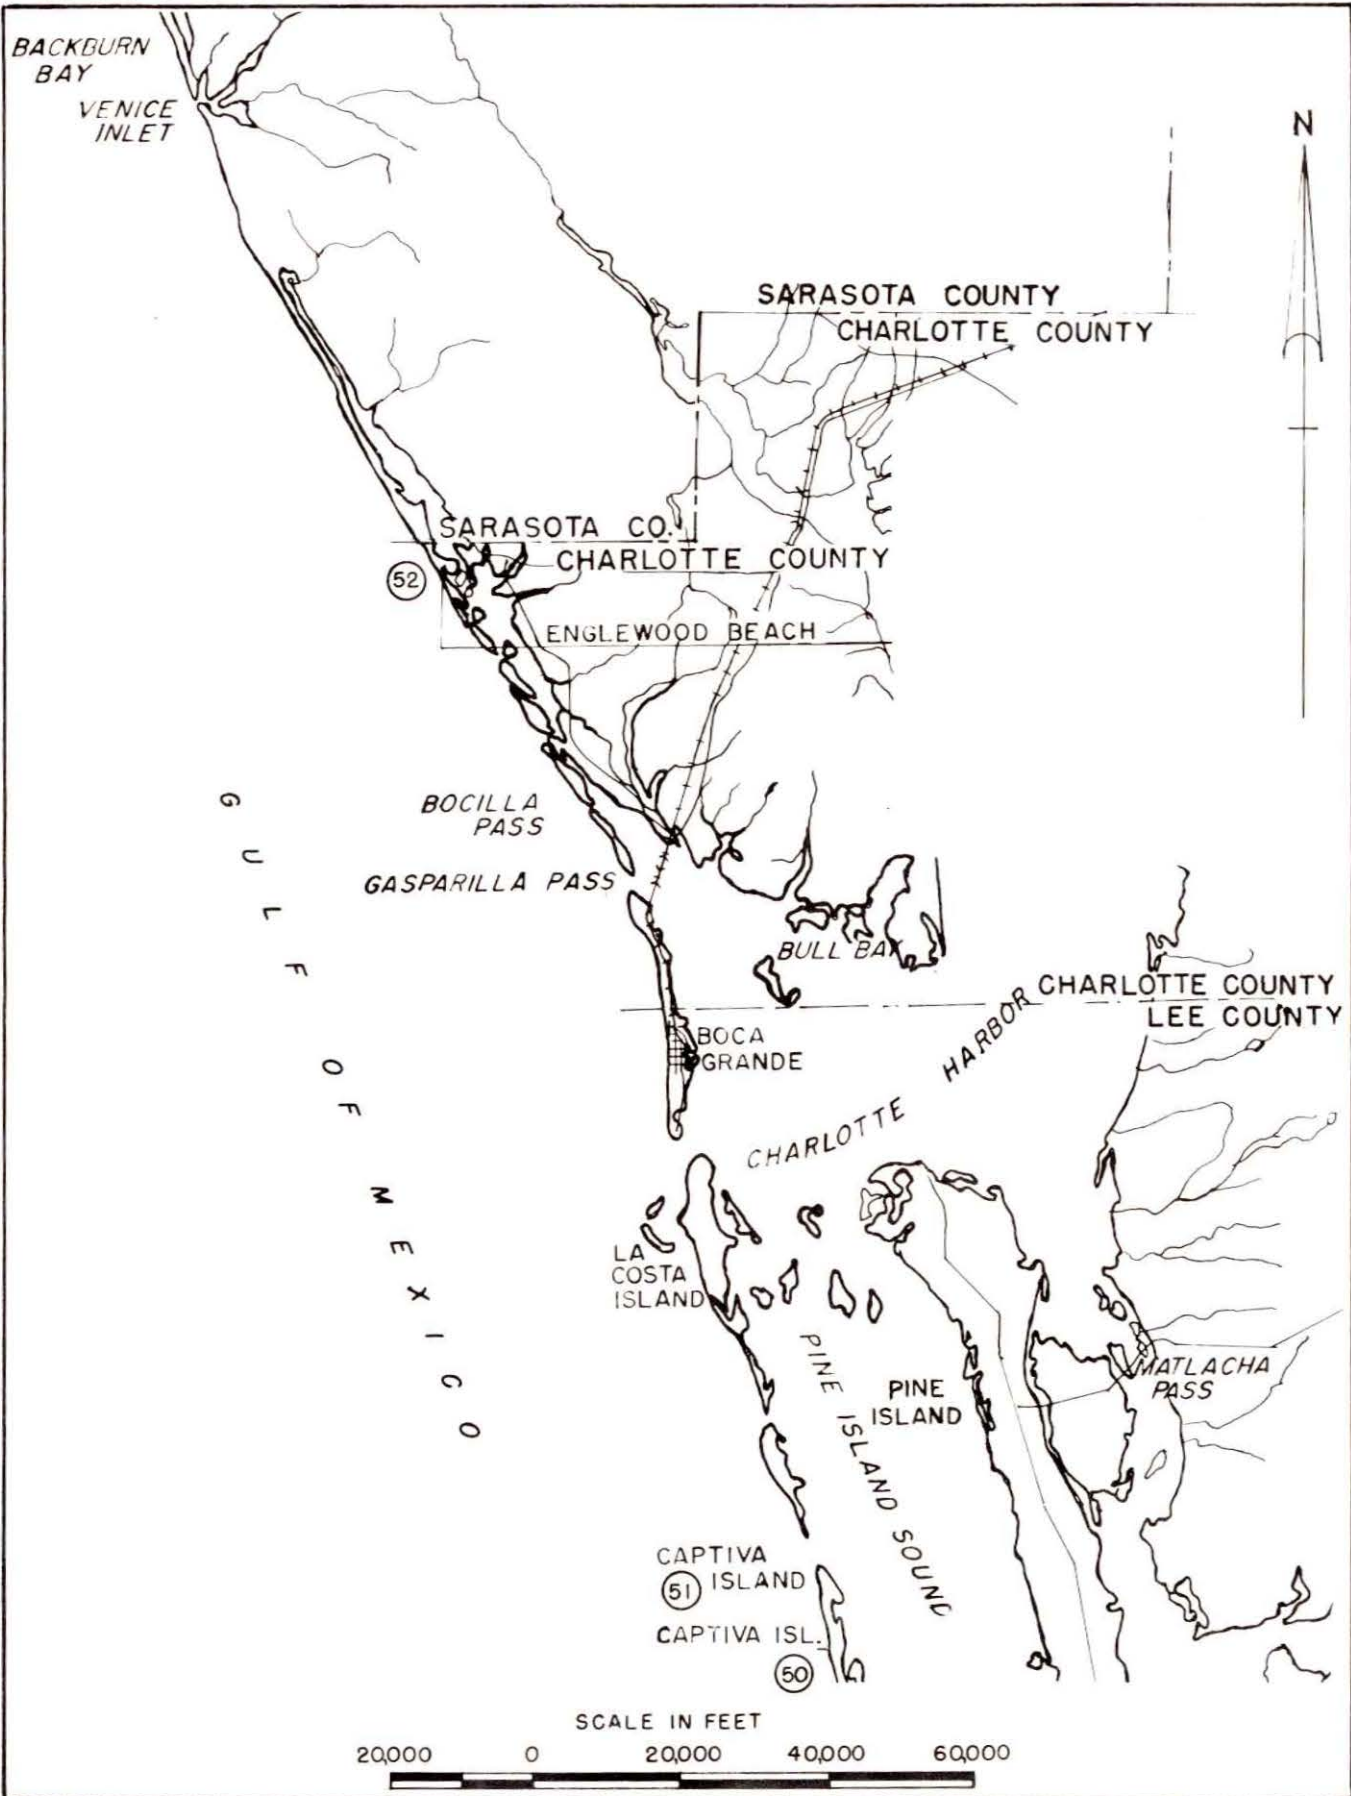 BACKBURN
BAY
VENICE
INLET
N
SARASOTA COUNTY
CHARLOTTE COUNTY
SARASOTA CO.
CHARLOTTE COUNTY
52
ENGLEWOOD BEACH
BOCILLA
PASS
GASPARILLA PASS
GULF OF MEXICO
BULL BAY
CHARLOTTE COUNTY
LEE COUNTY
BOCA
GRANDE
CHARLOTTE HARBOR
LA
COSTA
ISLAND
PINE ISLAND SOUND
PINE
ISLAND
MATLACHA
PASS
CAPTIVA
51 ISLAND
CAPTIVA ISL.
50
SCALE IN FEET
20,000 0 20,000 40,000 60,000